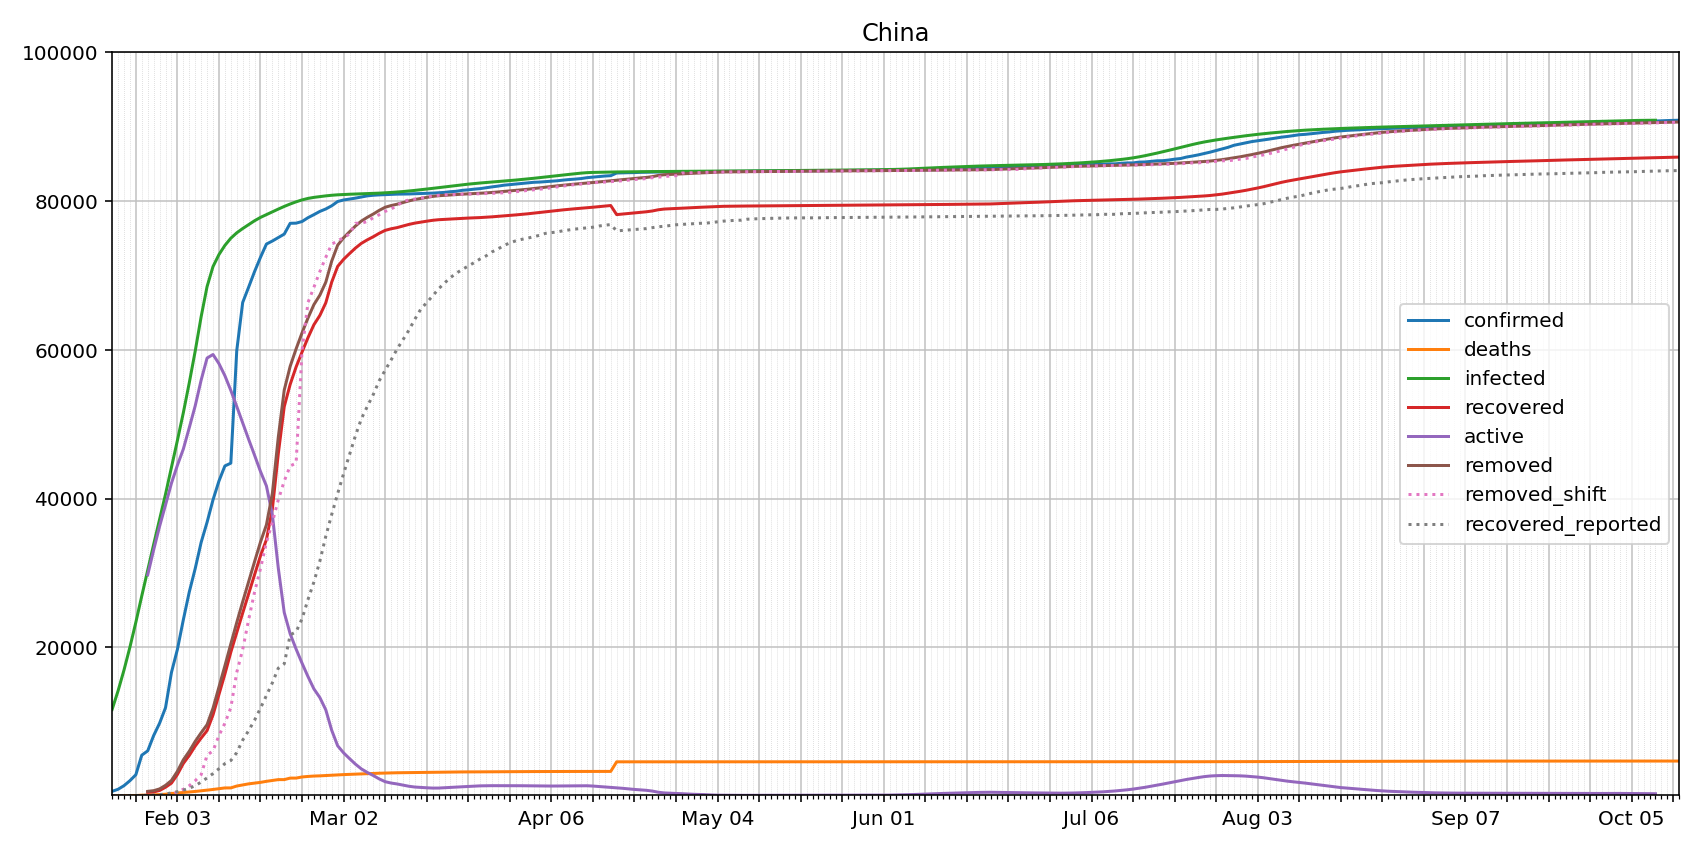 China
100000
80000
60000
40000
20000
confirmed
deaths
infected
recovered
active
removed
removed_shift
recovered_reported
Feb 03 Mar 02 Apr 06 May 04 Jun 01 Jul 06 Aug 03 Sep 07 Oct 05